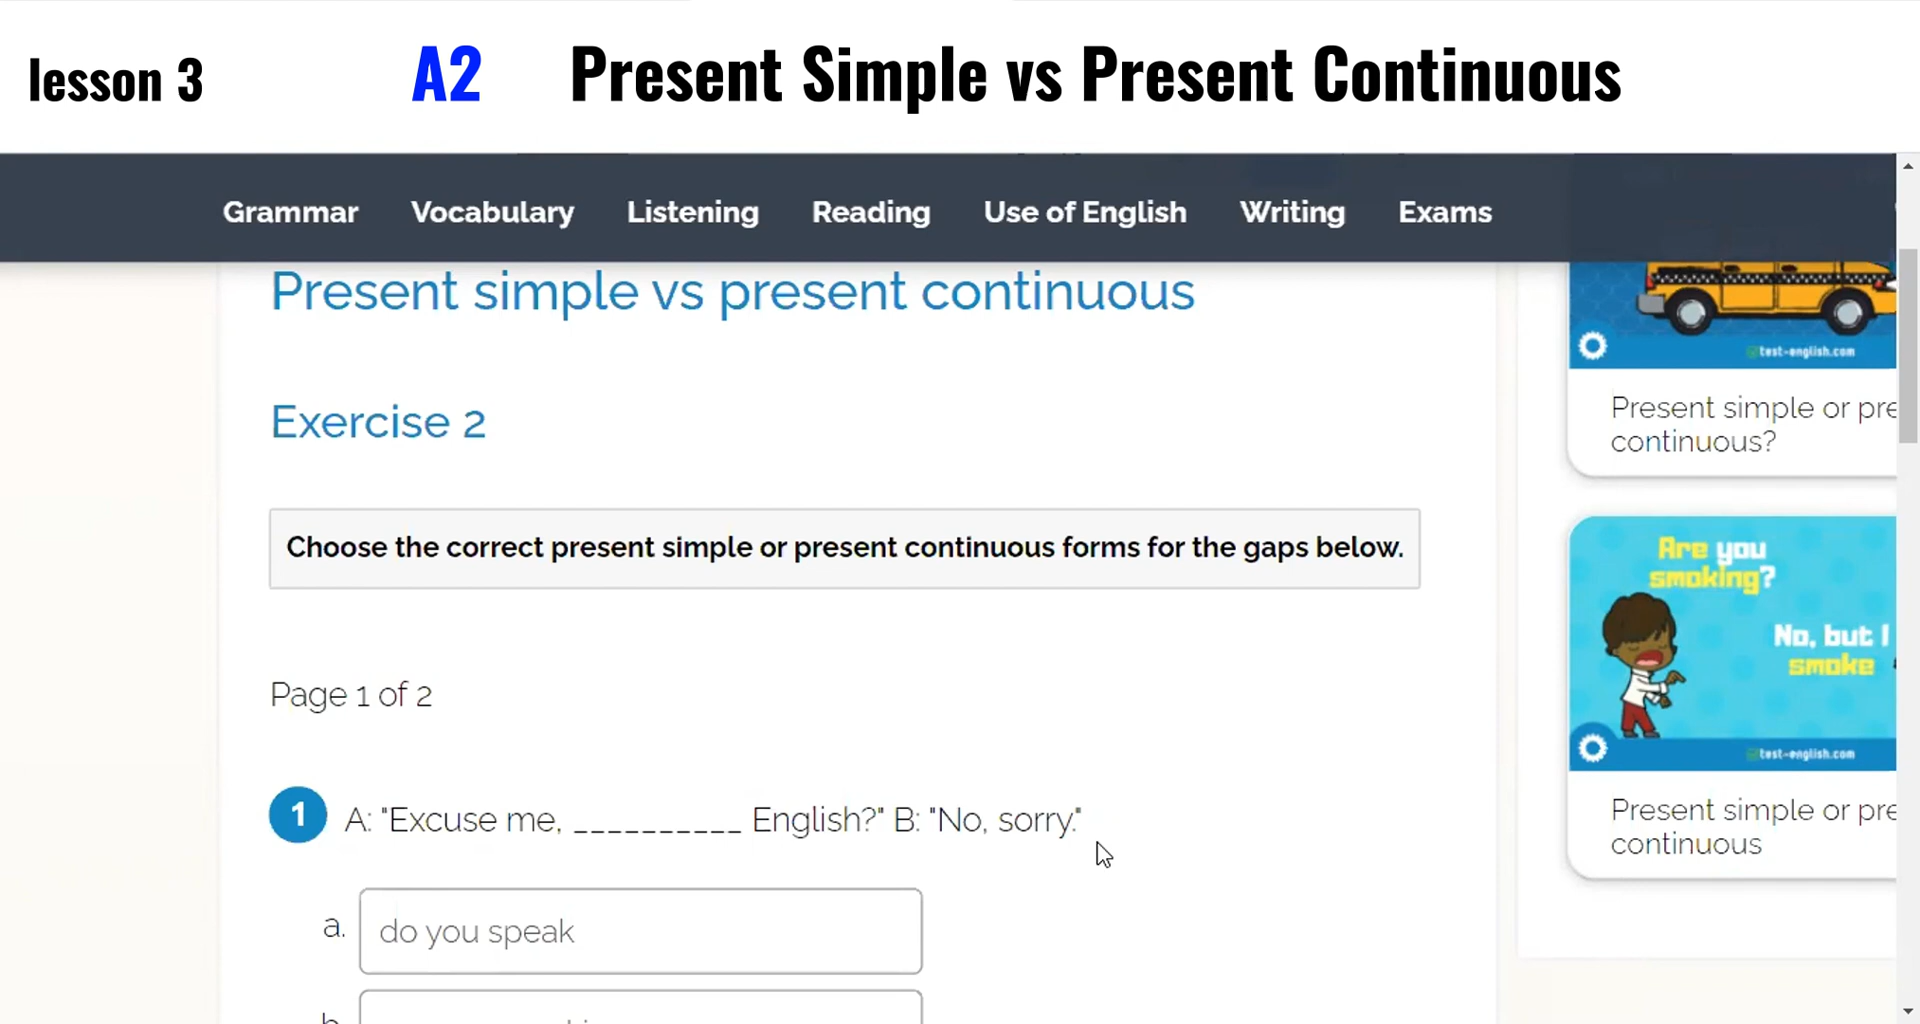 lesson 3
A2
Present Simple vs Present Continuous
Grammar
Vocabulary
Listening
Reading
Use of English
Writing
Exams
Present simple vs present continuous
Exercise 2
Choose the correct present simple or present continuous forms for the gaps below.
Page 1 of 2
1 A: "Excuse me, __________ English?" B: "No, sorry."
a. do you speak
test-english.com
Present simple or pre
continuous?
Are you
smoking?
No, but I
smoke
test-english.com
Present simple or pre
continuous